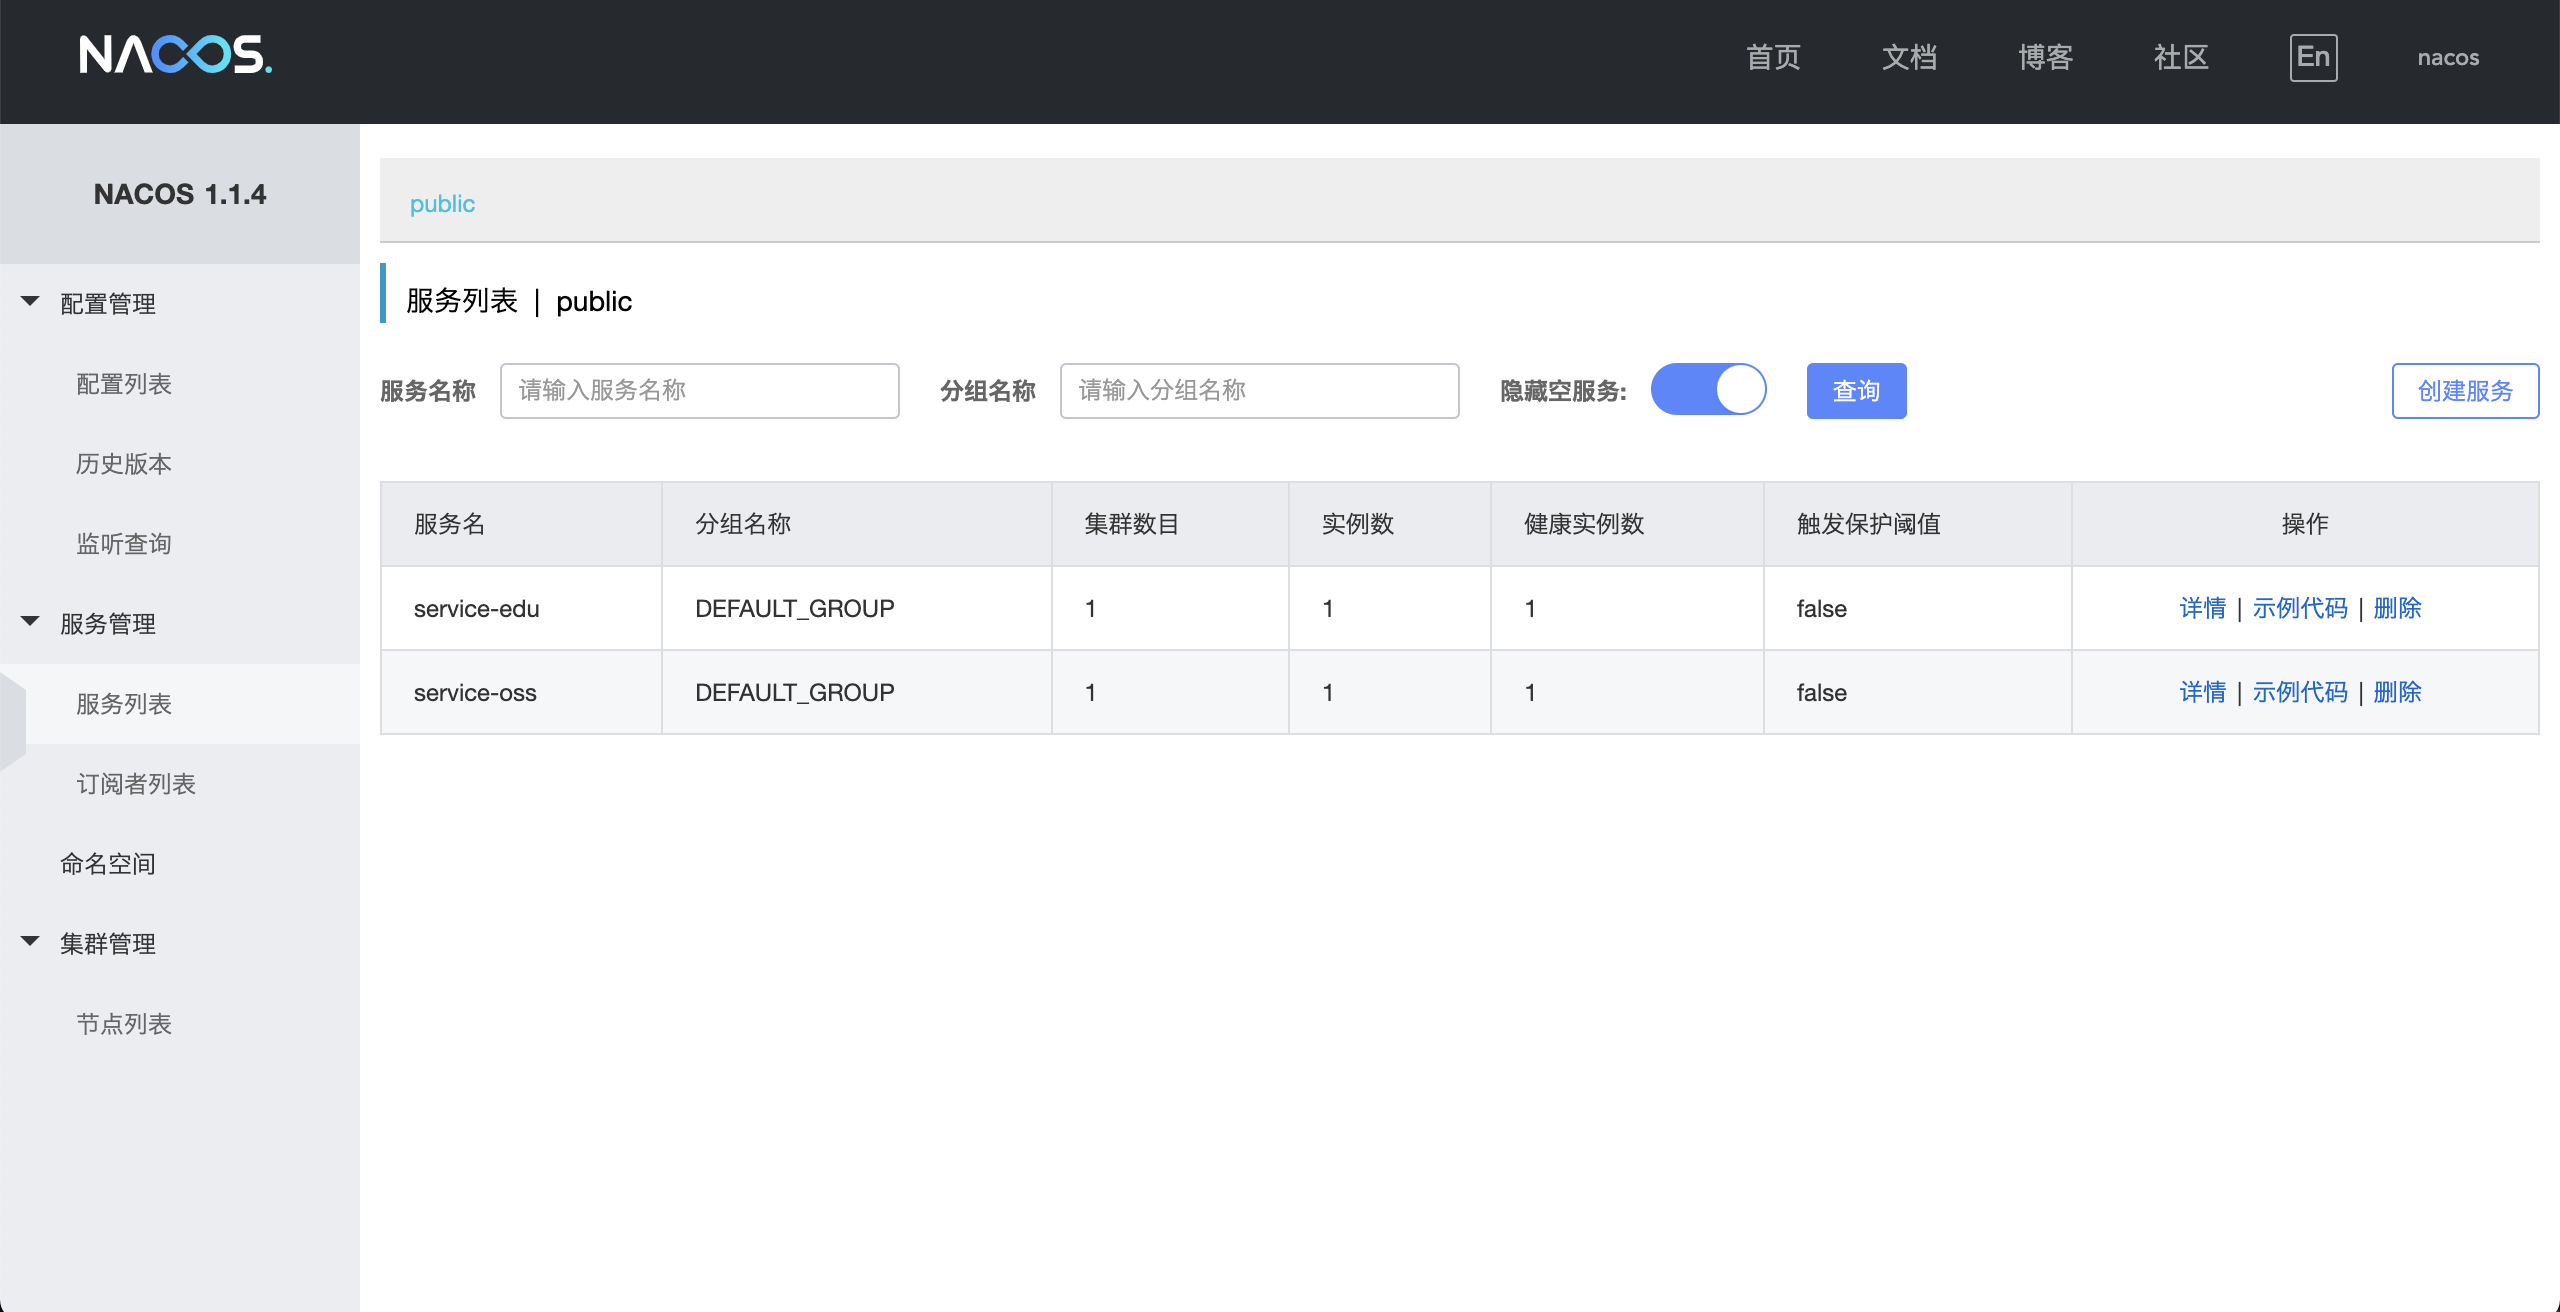 NACOS.
首页 文档 博客 社区 En nacos
NACOS 1.1.4
配置管理
配置列表
历史版本
监听查询
服务管理
服务列表
订阅者列表
命名空间
集群管理
节点列表
public
服务列表 | public
服务名称 请输入服务名称 分组名称 请输入分组名称 隐藏空服务: 查询 创建服务
服务名 分组名称 集群数目 实例数 健康实例数 触发保护阈值 操作
service-edu DEFAULT_GROUP 1 1 1 false 详情 | 示例代码 | 删除
service-oss DEFAULT_GROUP 1 1 1 false 详情 | 示例代码 | 删除